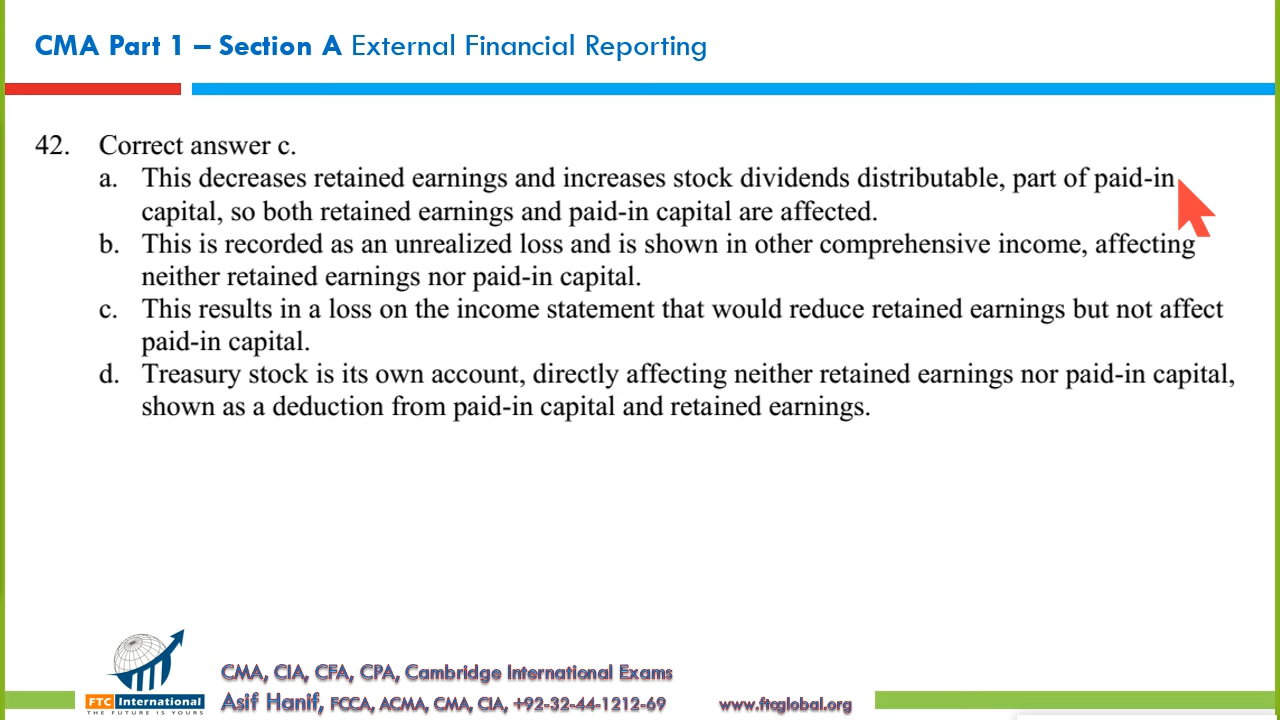 CMA Part 1 – Section A External Financial Reporting
42. Correct answer c.
a. This decreases retained earnings and increases stock dividends distributable, part of paid-in
capital, so both retained earnings and paid-in capital are affected.
b. This is recorded as an unrealized loss and is shown in other comprehensive income, affecting
neither retained earnings nor paid-in capital.
c. This results in a loss on the income statement that would reduce retained earnings but not affect
paid-in capital.
d. Treasury stock is its own account, directly affecting neither retained earnings nor paid-in capital,
shown as a deduction from paid-in capital and retained earnings.
FTC International
THE FUTURE IS YOURS
CMA, CIA, CFA, CPA, Cambridge International Exams
Asif Hanif, FCCA, ACMA, CMA, CIA, +92-32-44-1212-69
www.ftcglobal.org